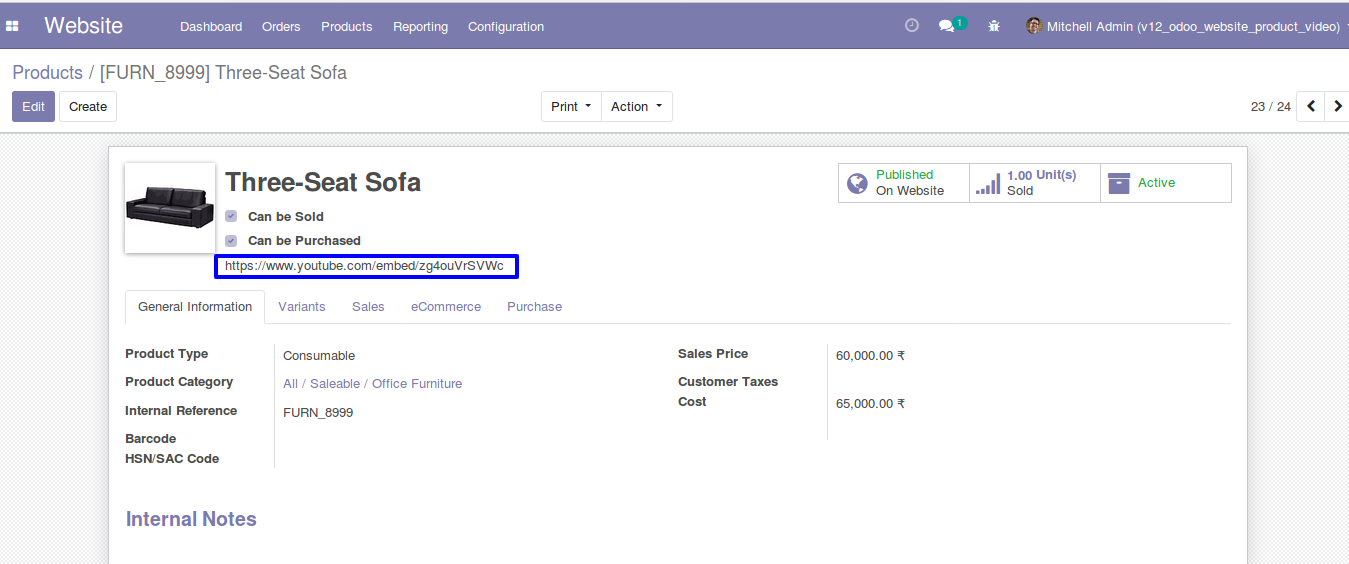 Website Dashboard Orders Products Reporting Configuration 1 Mitchell Admin (v12_odoo_website_product_video)
Products / [FURN_8999] Three-Seat Sofa
Edit Create Print Action 23 / 24
Three-Seat Sofa
Can be Sold
Can be Purchased
https://www.youtube.com/embed/zg4ouVrSVWc
Published
On Website
1.00 Unit(s)
Sold
Active
General Information Variants Sales eCommerce Purchase
Product Type Consumable
Product Category All / Saleable / Office Furniture
Internal Reference FURN_8999
Barcode
HSN/SAC Code
Sales Price 60,000.00 ₹
Customer Taxes
Cost 65,000.00 ₹
Internal Notes